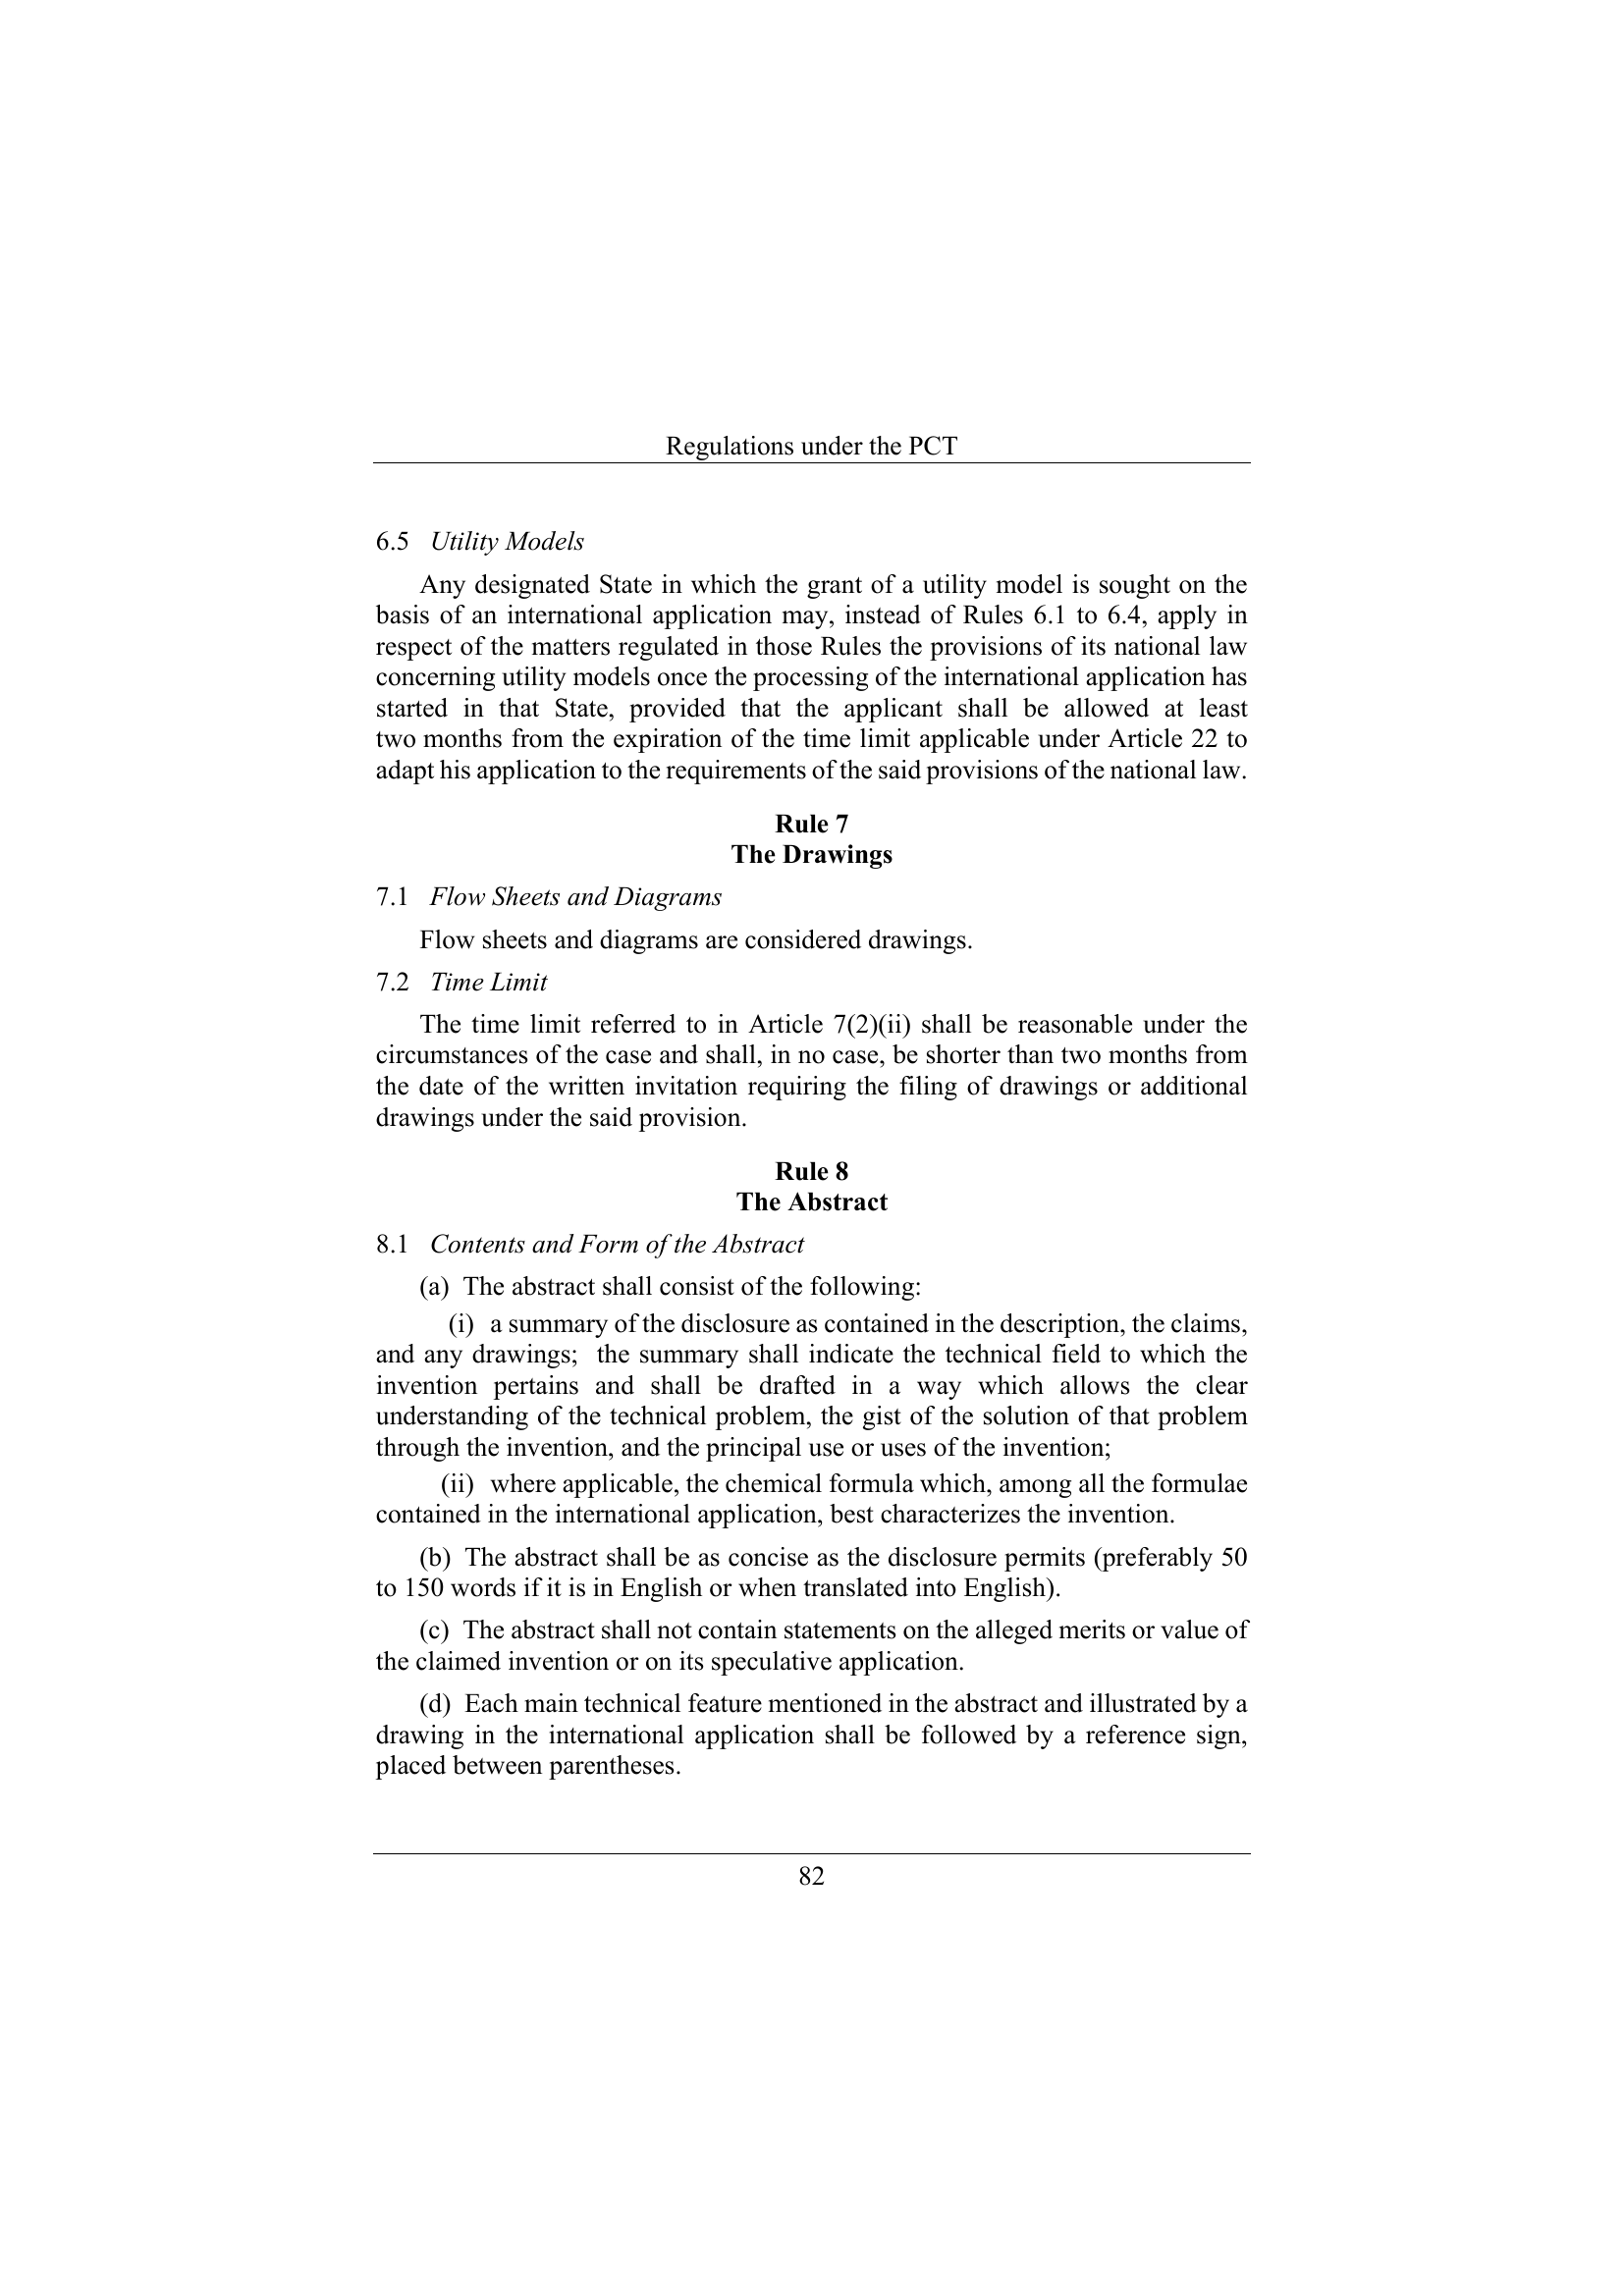 Regulations under the PCT
6.5 Utility Models
Any designated State in which the grant of a utility model is sought on the
basis of an international application may, instead of Rules 6.1 to 6.4, apply in
respect of the matters regulated in those Rules the provisions of its national law
concerning utility models once the processing of the international application has
started in that State, provided that the applicant shall be allowed at least
two months from the expiration of the time limit applicable under Article 22 to
adapt his application to the requirements of the said provisions of the national law.
Rule 7
The Drawings
7.1 Flow Sheets and Diagrams
Flow sheets and diagrams are considered drawings.
7.2 Time Limit
The time limit referred to in Article 7(2)(ii) shall be reasonable under the
circumstances of the case and shall, in no case, be shorter than two months from
the date of the written invitation requiring the filing of drawings or additional
drawings under the said provision.
Rule 8
The Abstract
8.1 Contents and Form of the Abstract
(a) The abstract shall consist of the following:
(i) a summary of the disclosure as contained in the description, the claims,
and any drawings; the summary shall indicate the technical field to which the
invention pertains and shall be drafted in a way which allows the clear
understanding of the technical problem, the gist of the solution of that problem
through the invention, and the principal use or uses of the invention;
(ii) where applicable, the chemical formula which, among all the formulae
contained in the international application, best characterizes the invention.
(b) The abstract shall be as concise as the disclosure permits (preferably 50
to 150 words if it is in English or when translated into English).
(c) The abstract shall not contain statements on the alleged merits or value of
the claimed invention or on its speculative application.
(d) Each main technical feature mentioned in the abstract and illustrated by a
drawing in the international application shall be followed by a reference sign,
placed between parentheses.
82